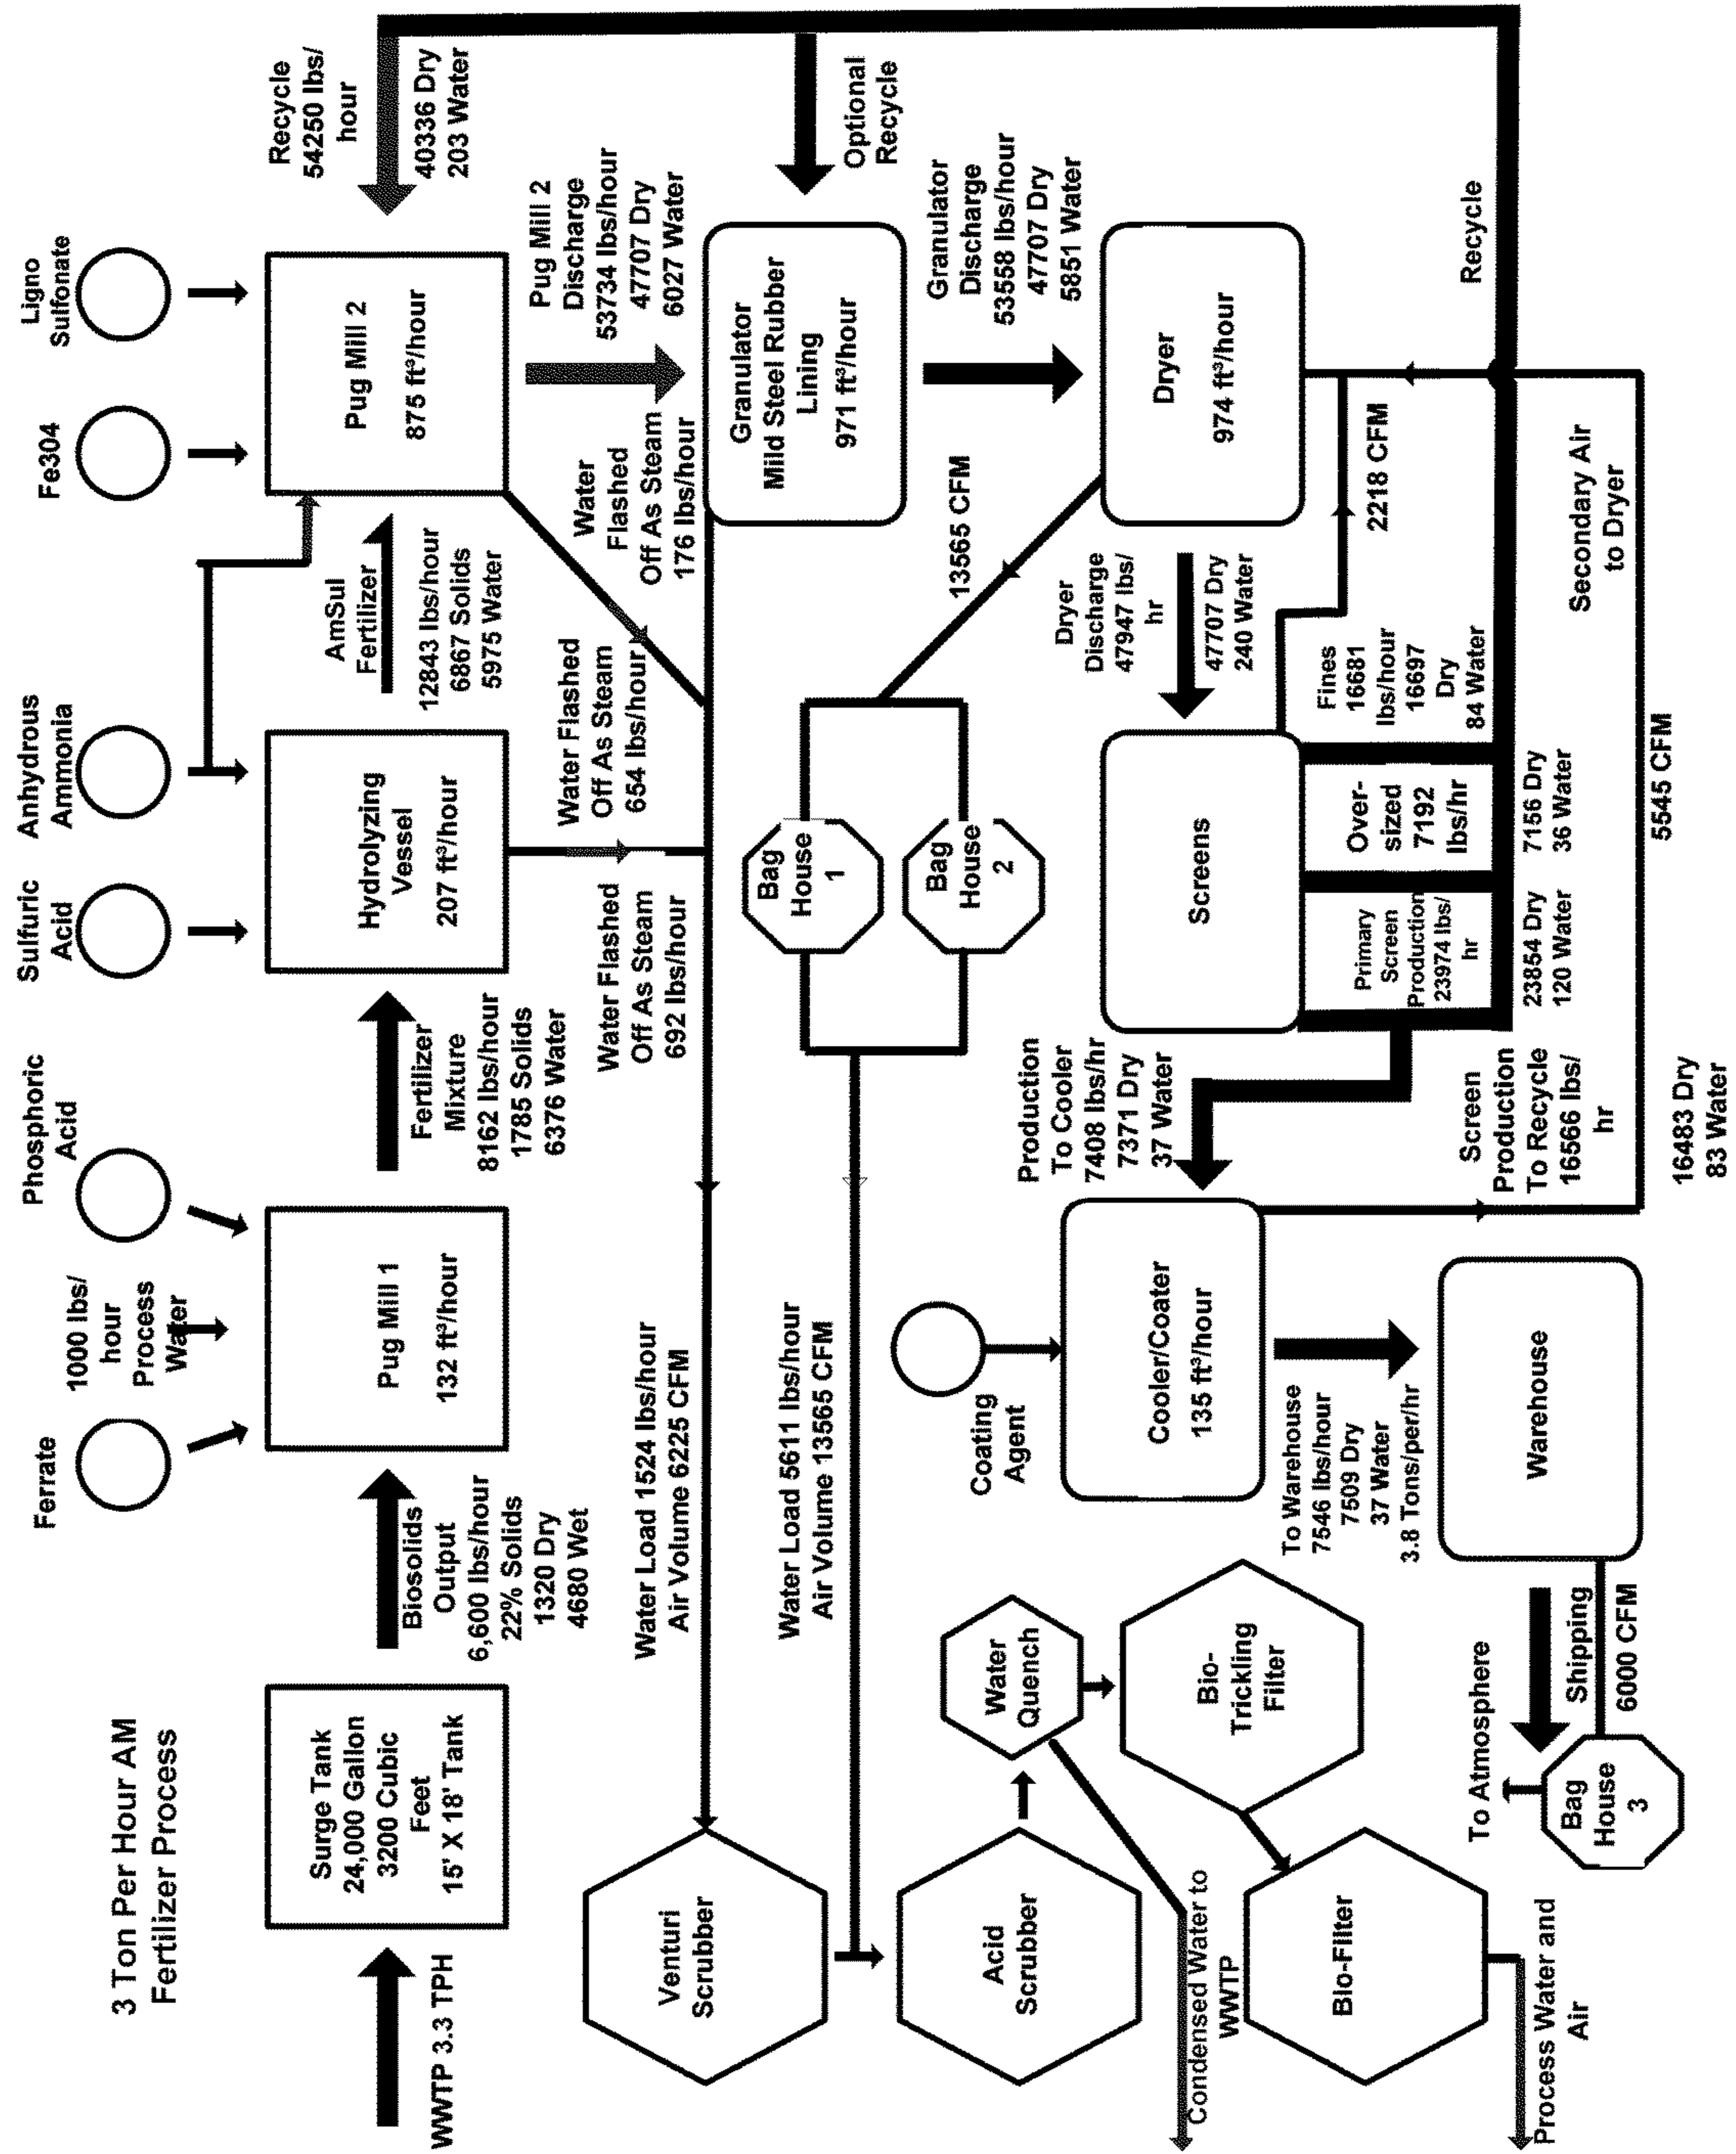 3 Ton Per Hour AM
Fertilizer Process
WWTP 3.3 TPH
Surge Tank
24,000 Gallon
3200 Cubic
Feet
15' X 18' Tank
Biosolids
Output
6,600 lbs/hour
22% Solids
1320 Dry
4680 Wet
Ferrate
1000 lbs/
hour
Process
Water
Phosphoric
Acid
Pug Mill 1
132 ft³/hour
Fertilizer
Mixture
8162 lbs/hour
1785 Solids
6376 Water
Sulfuric
Acid
Anhydrous
Ammonia
Hydrolyzing
Vessel
207 ft³/hour
AmSul
Fertilizer
12843 lbs/hour
6867 Solids
5975 Water
Fe304
Ligno
Sulfonate
Pug Mill 2
875 ft³/hour
Recycle
54250 lbs/
hour
40336 Dry
203 Water
Water Flashed
Off As Steam
692 lbs/hour
Water Flashed
Off As Steam
654 lbs/hour
Water
Flashed
Off As Steam
176 lbs/hour
Pug Mill 2
Discharge
53734 lbs/hour
47707 Dry
6027 Water
Granulator
Mild Steel Rubber
Lining
971 ft³/hour
Optional
Recycle
Water Load 1524 lbs/hour
Air Volume 6225 CFM
Venturi
Scrubber
Bag
House
1
Bag
House
2
13565 CFM
Granulator
Discharge
53558 lbs/hour
47707 Dry
5851 Water
Water Load 5611 lbs/hour
Air Volume 13565 CFM
Acid
Scrubber
Water
Quench
Coating
Agent
Production
To Cooler
7408 lbs/hr
7371 Dry
37 Water
Dryer
Discharge
47947 lbs/
hr
47707 Dry
240 Water
Dryer
974 ft³/hour
Screens
2218 CFM
Condensed Water to
WWTP
Bio-
Trickling
Filter
Cooler/Coater
135 ft³/hour
Primary
Screen
Production
23974 lbs/
hr
Over-
sized
7192
lbs/hr
Fines
16681
lbs/hour
16697
Dry
84 Water
Recycle
Bio-Filter
To Warehouse
7546 lbs/hour
7509 Dry
37 Water
3.8 Tons/per/hr
Screen
Production
To Recycle
16566 lbs/
hr
23854 Dry
120 Water
7156 Dry
36 Water
Secondary Air
to Dryer
To Atmosphere
Warehouse
Process Water and
Air
Bag
House
3
Shipping
6000 CFM
5545 CFM
16483 Dry
83 Water